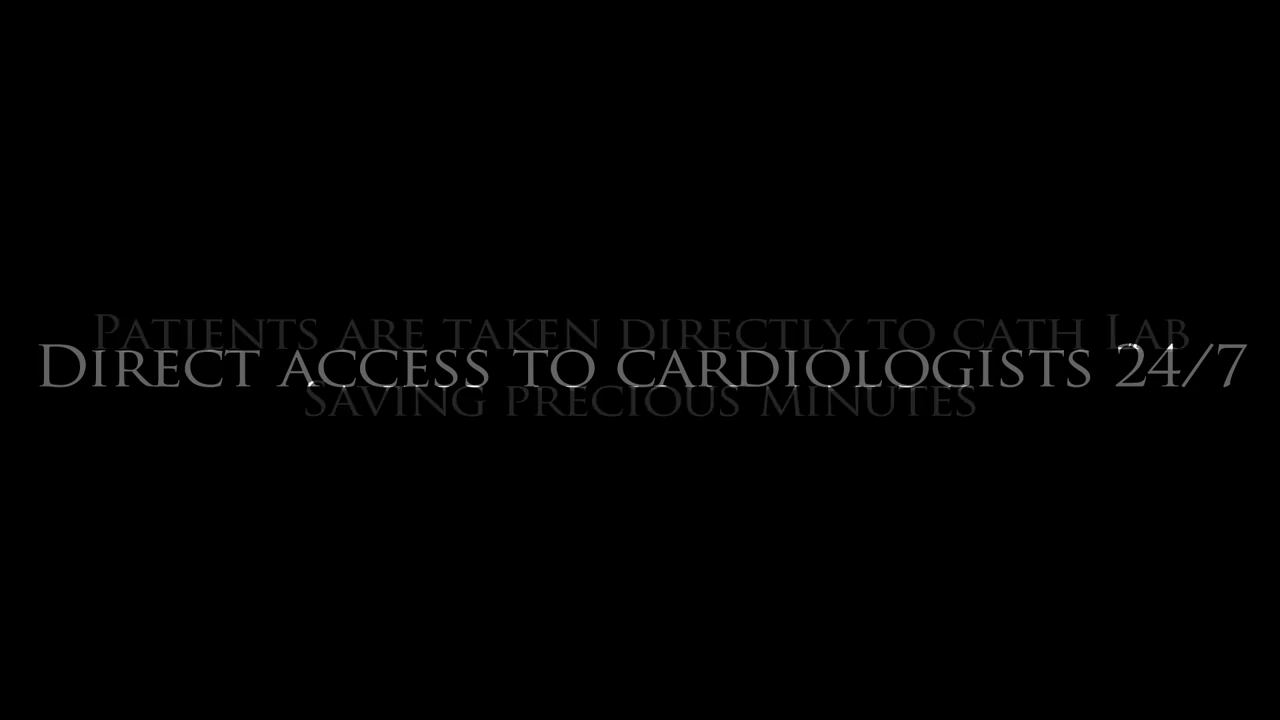 Patients are taken directly to cath Lab
Direct access to cardiologists 24/7
saving precious minutes